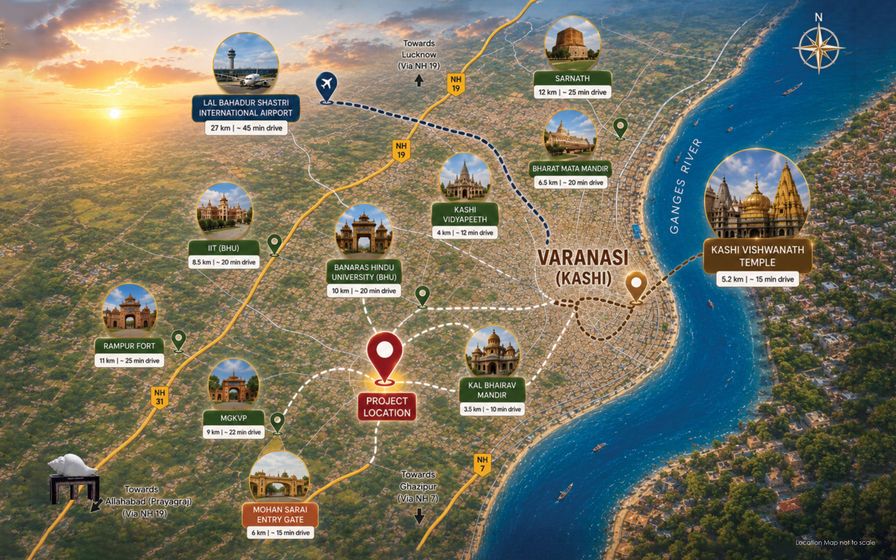 N
Towards
Lucknow
(Via NH 19)
NH
19
LAL BAHADUR SHASTRI
INTERNATIONAL AIRPORT
27 km | ~ 45 min drive
SARNATH
12 km | ~ 25 min drive
NH
19
BHARAT MATA MANDIR
6.5 km | ~ 20 min drive
GANGES RIVER
KASHI
VIDYAPEETH
4 km | ~ 12 min drive
IIT (BHU)
8.5 km | ~ 20 min drive
BANARAS HINDU
UNIVERSITY (BHU)
10 km | ~ 20 min drive
VARANASI
(KASHI)
KASHI VISHWANATH
TEMPLE
5.2 km | ~ 15 min drive
RAMPUR FORT
11 km | ~ 25 min drive
NH
31
MGKVP
9 km | ~ 22 min drive
PROJECT
LOCATION
KAL BHAIRAV
MANDIR
3.5 km | ~ 10 min drive
NH
7
Towards
Allahabad (Prayagraj)
(Via NH 19)
Towards
Ghazipur
(Via NH 7)
MOHAN SARAI
ENTRY GATE
6 km | ~ 15 min drive
Location Map not to scale